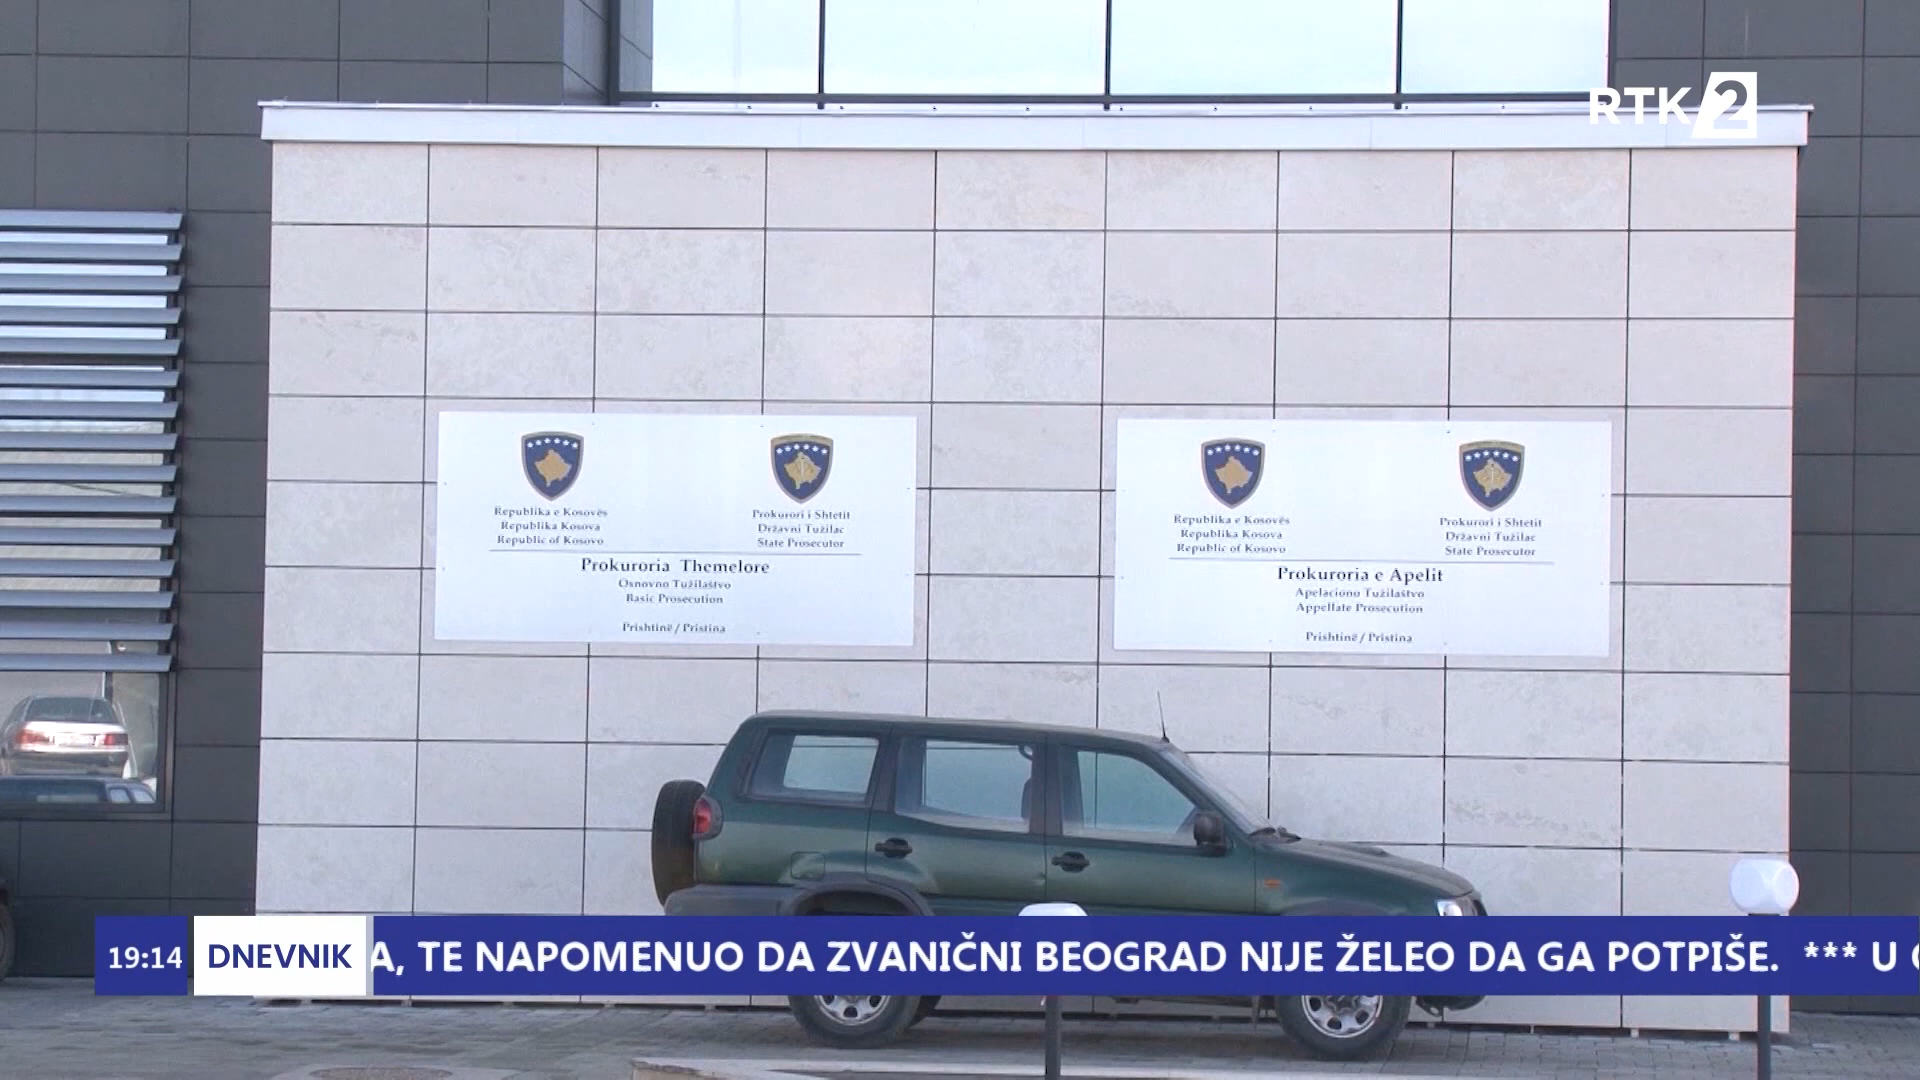 RTK2
Republika e Kosovës
Republika Kosova
Republic of Kosovo
Prokurori i Shtetit
Državni Tužilac
State Prosecutor
Prokuroria Themelore
Osnovno Tužilaštvo
Basic Prosecution
Prishtinë / Pristina
Republika e Kosovës
Republika Kosova
Republic of Kosovo
Prokurori i Shtetit
Državni Tužilac
State Prosecutor
Prokuroria e Apelit
Apelaciono Tužilaštvo
Appellate Prosecution
Prishtinë / Pristina
19:14 DNEVNIK A, TE NAPOMENUO DA ZVANIČNI BEOGRAD NIJE ŽELEO DA GA POTPIŠE. *** U